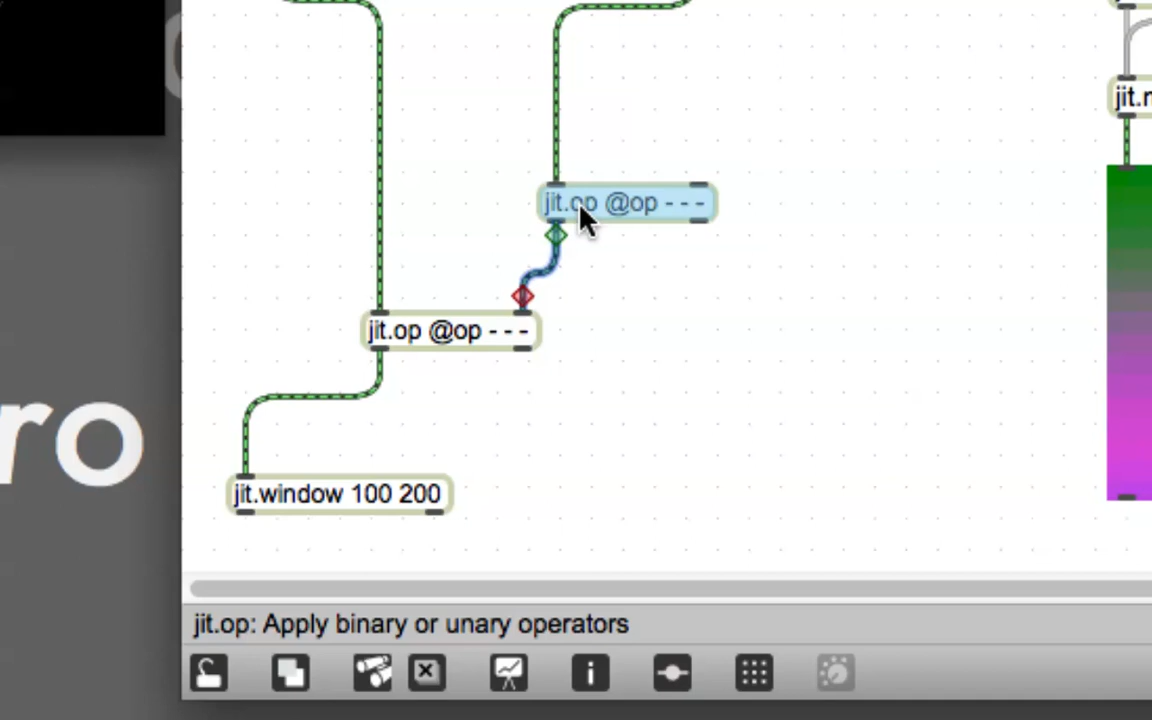 jit.op @op - - -
jit.op @op - - -
jit.window 100 200
jit.op: Apply binary or unary operators
ro